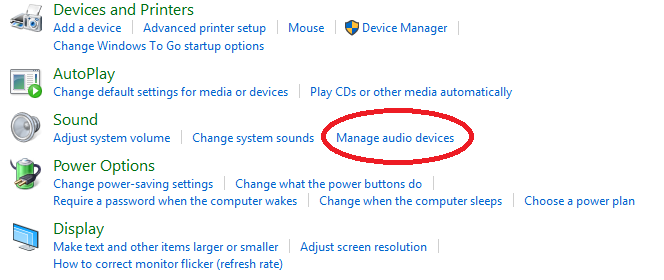 Devices and Printers
Add a device Advanced printer setup Mouse Device Manager
Change Windows To Go startup options
AutoPlay
Change default settings for media or devices Play CDs or other media automatically
Sound
Adjust system volume Change system sounds Manage audio devices
Power Options
Change power-saving settings Change what the power buttons do
Require a password when the computer wakes Change when the computer sleeps Choose a power plan
Display
Make text and other items larger or smaller Adjust screen resolution
How to correct monitor flicker (refresh rate)